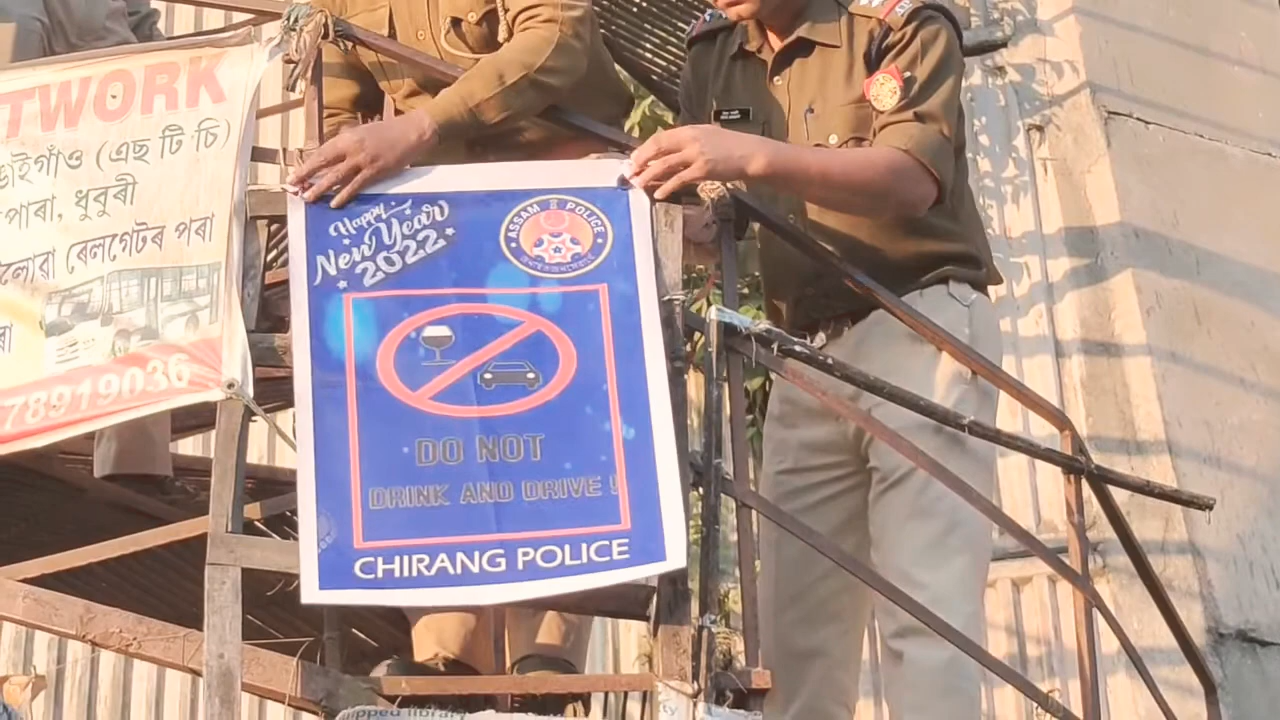 TWORK
ঙাইগাঁও (এছ টি চি)
পাৰা, ধুবুৰী
ৰেলগেটৰ পৰা
78919036
Happy
New Year
2022
ASSAM POLICE
DO NOT
DRINK AND DRIVE !
CHIRANG POLICE